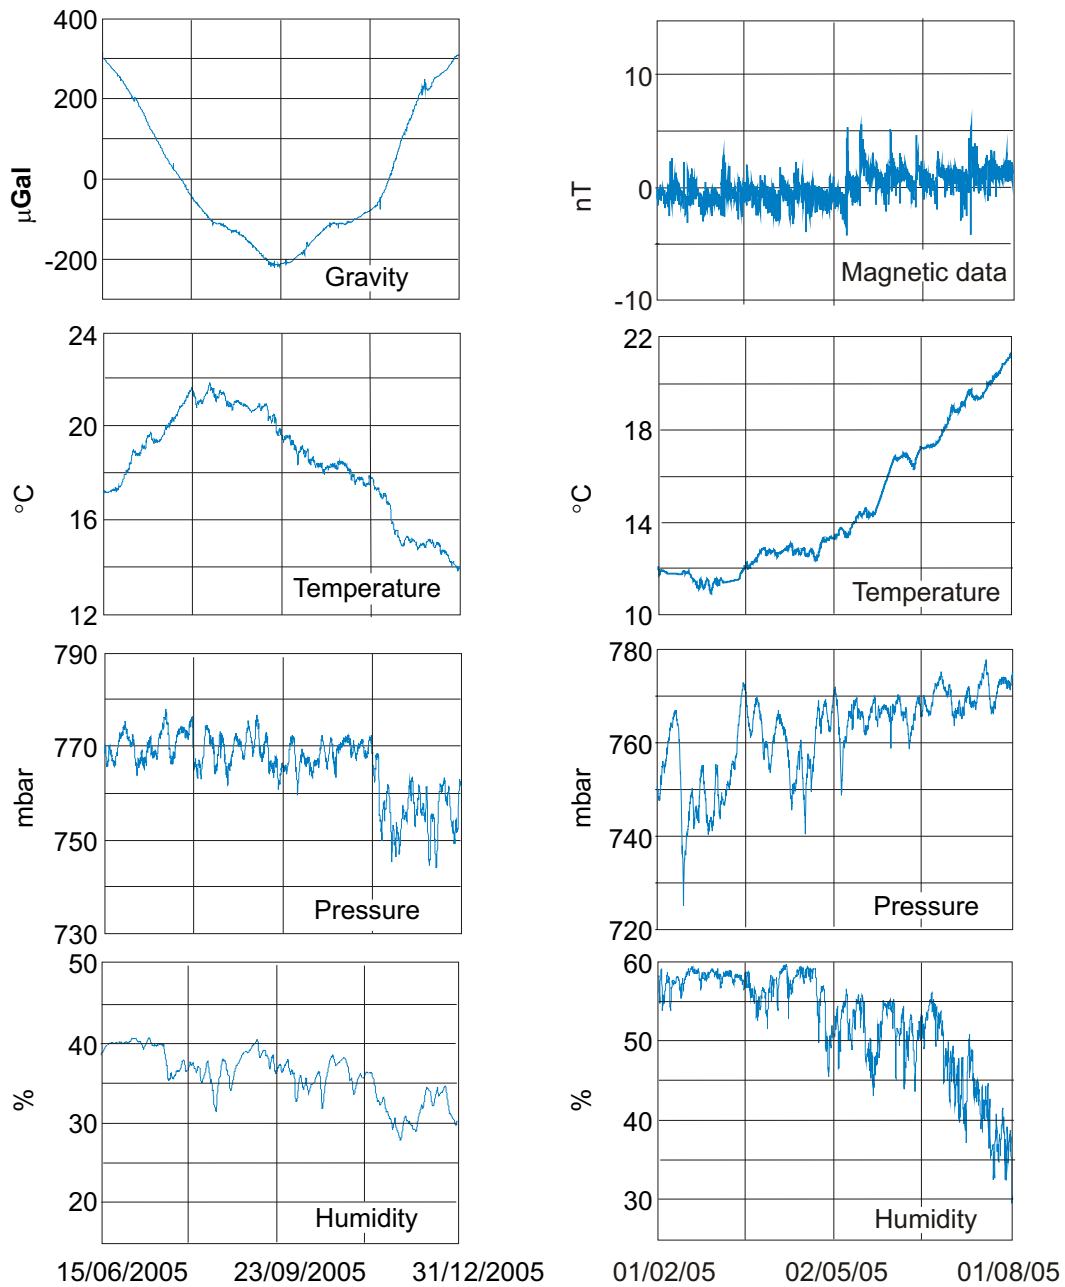 400
200
0
-200
μGal
Gravity
10
0
-10
nT
Magnetic data
24
20
16
12
°C
Temperature
22
18
14
10
°C
Temperature
790
770
750
730
mbar
Pressure
780
760
740
720
mbar
Pressure
50
40
30
20
%
Humidity
15/06/2005 23/09/2005 31/12/2005
60
50
40
30
%
Humidity
01/02/05 02/05/05 01/08/05